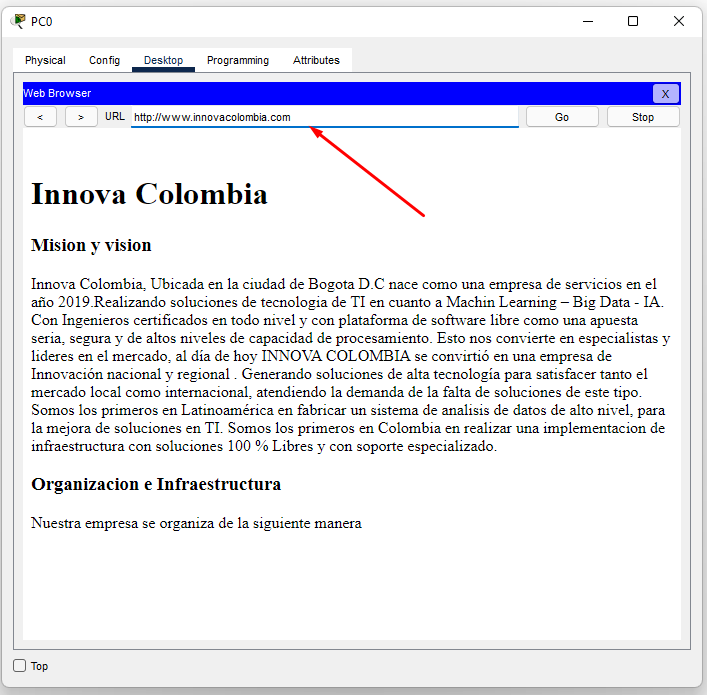 PC0
Physical Config Desktop Programming Attributes
Web Browser X
< > URL http://www.innovacolombia.com Go Stop
Innova Colombia
Mision y vision
Innova Colombia, Ubicada en la ciudad de Bogota D.C nace como una empresa de servicios en el
año 2019.Realizando soluciones de tecnologia de TI en cuanto a Machin Learning – Big Data - IA.
Con Ingenieros certificados en todo nivel y con plataforma de software libre como una apuesta
seria, segura y de altos niveles de capacidad de procesamiento. Esto nos convierte en especialistas y
lideres en el mercado, al día de hoy INNOVA COLOMBIA se convirtió en una empresa de
Innovación nacional y regional . Generando soluciones de alta tecnología para satisfacer tanto el
mercado local como internacional, atendiendo la demanda de la falta de soluciones de este tipo.
Somos los primeros en Latinoamérica en fabricar un sistema de analisis de datos de alto nivel, para
la mejora de soluciones en TI. Somos los primeros en Colombia en realizar una implementacion de
infraestructura con soluciones 100 % Libres y con soporte especializado.
Organizacion e Infraestructura
Nuestra empresa se organiza de la siguiente manera
Top